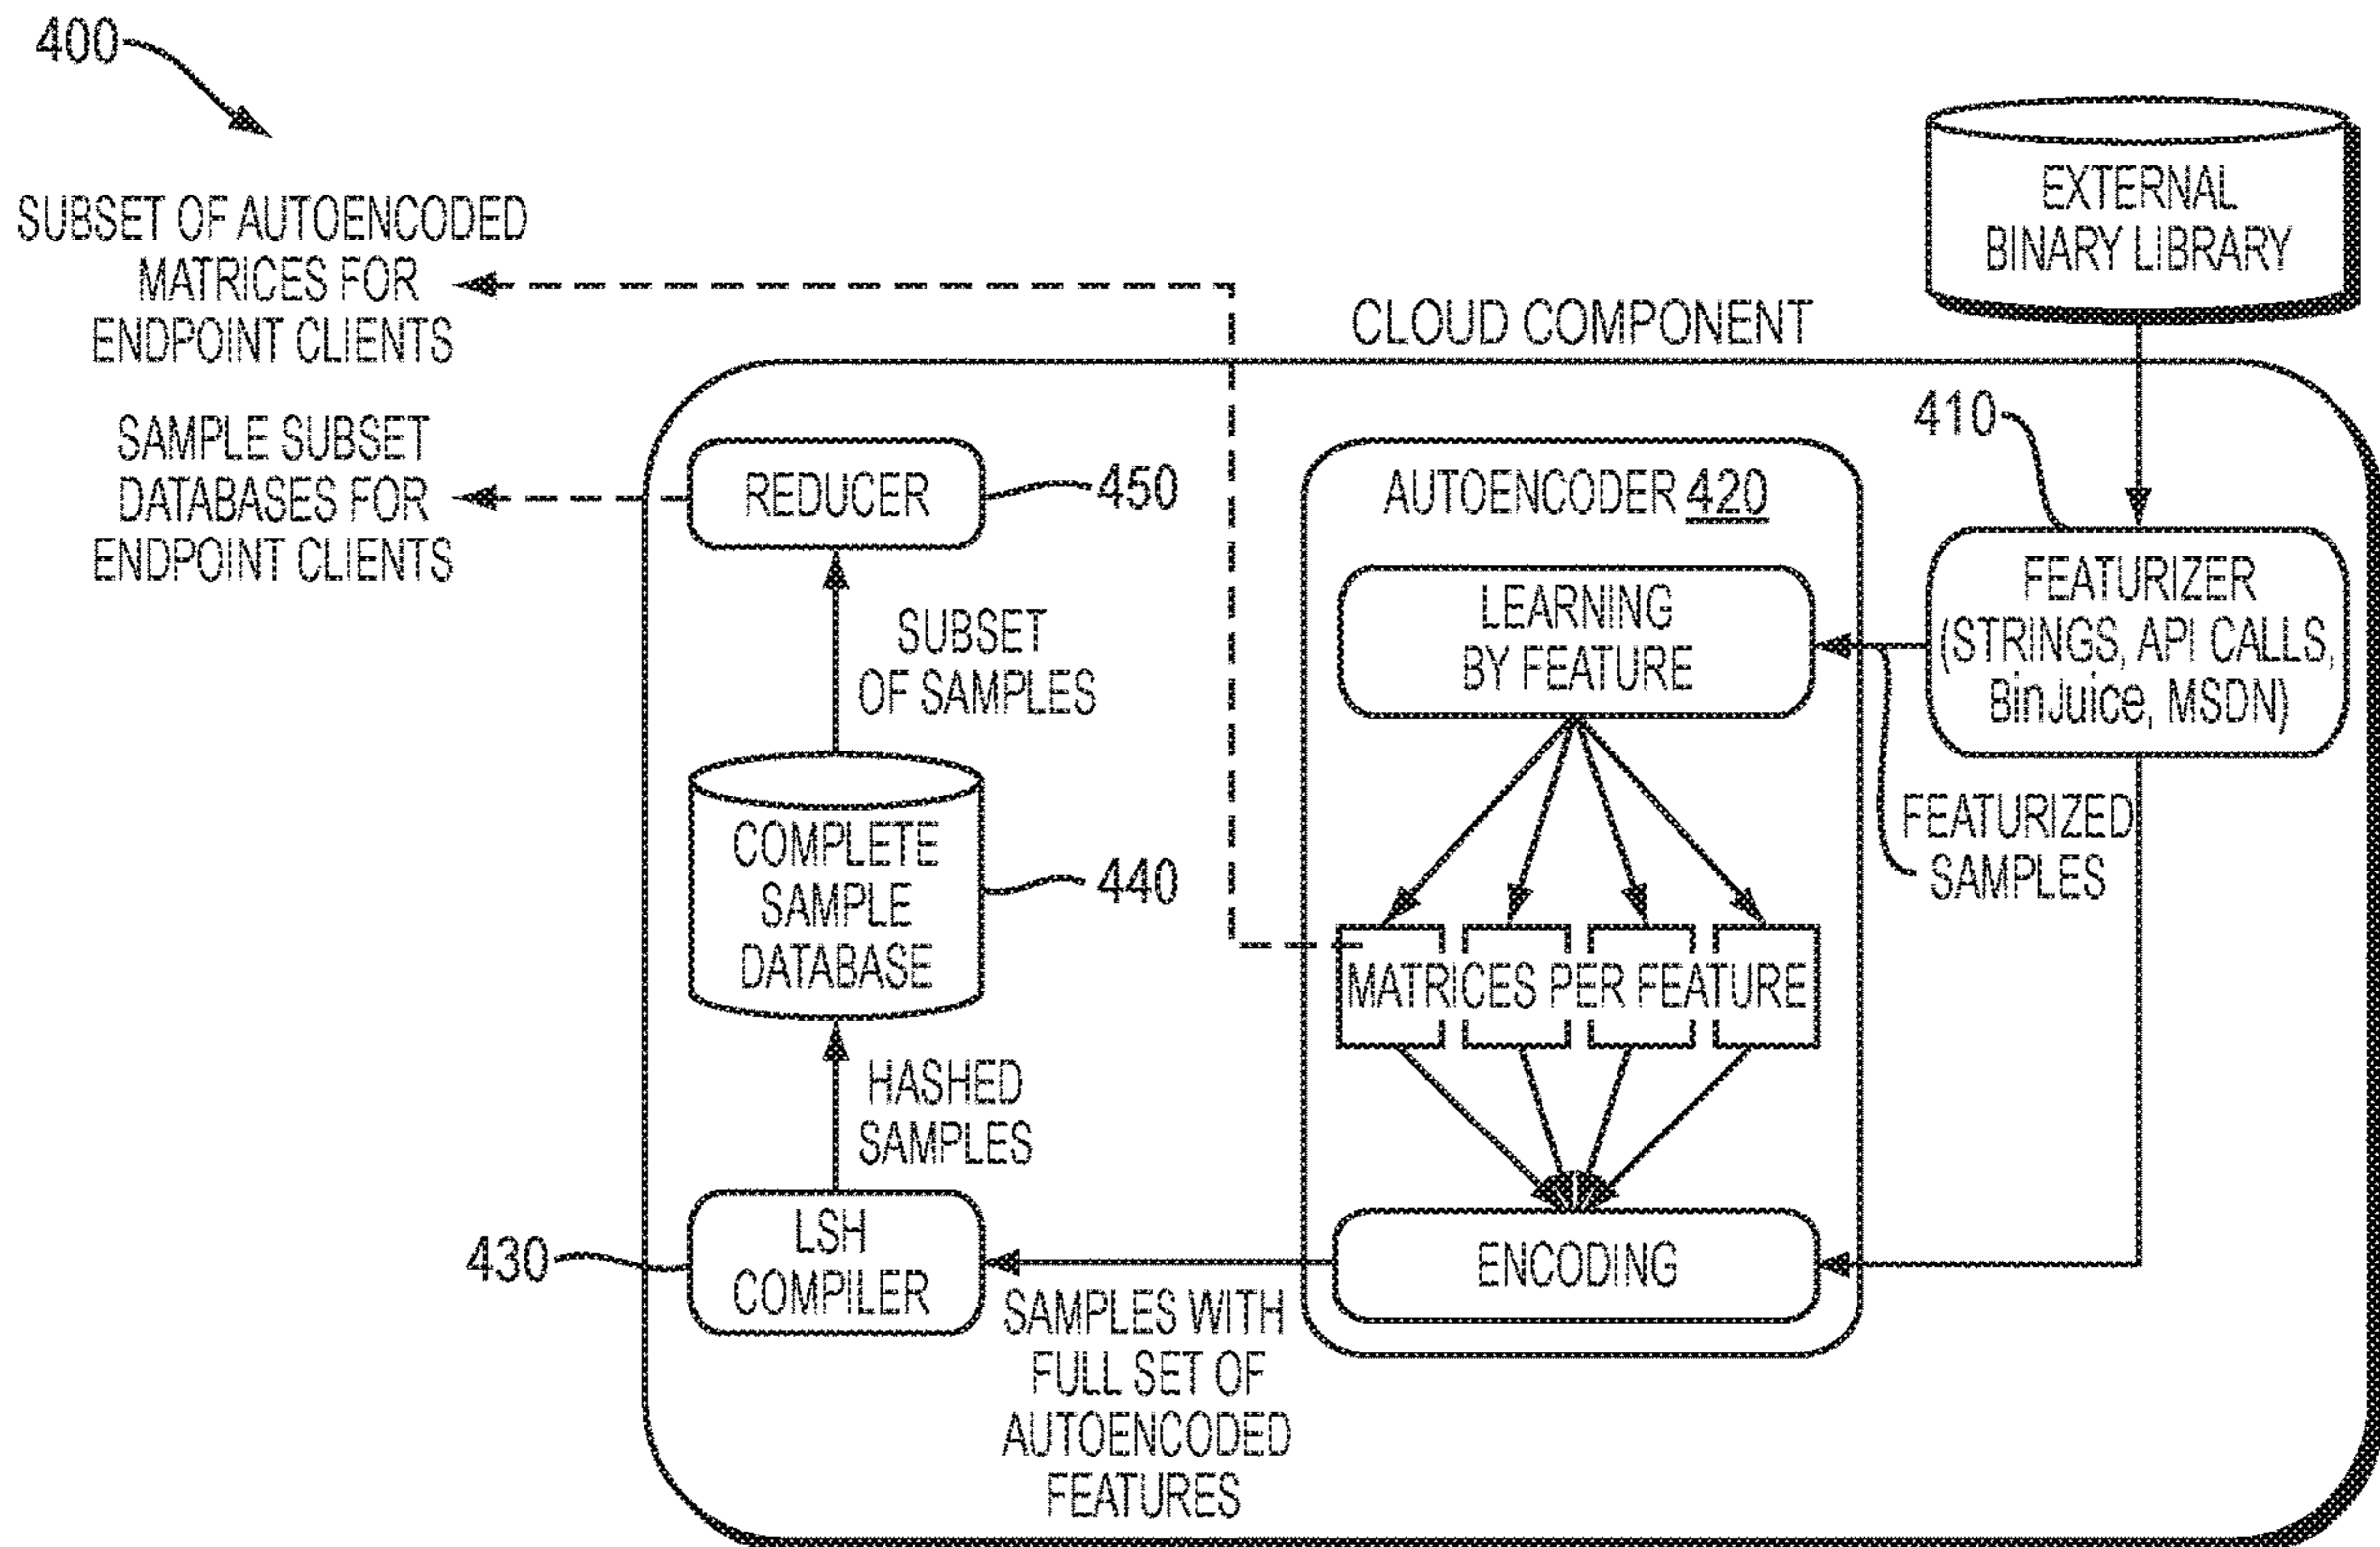 400
SUBSET OF AUTOENCODED
MATRICES FOR
ENDPOINT CLIENTS
SAMPLE SUBSET
DATABASES FOR
ENDPOINT CLIENTS
EXTERNAL
BINARY LIBRARY
CLOUD COMPONENT
410
FEATURIZER
(STRINGS, API CALLS,
BinJuice, MSDN)
FEATURIZED
SAMPLES
AUTOENCODER 420
LEARNING
BY FEATURE
MATRICES PER FEATURE
ENCODING
REDUCER
450
SUBSET
OF SAMPLES
COMPLETE
SAMPLE
DATABASE
440
HASHED
SAMPLES
LSH
COMPILER
430
SAMPLES WITH
FULL SET OF
AUTOENCODED
FEATURES